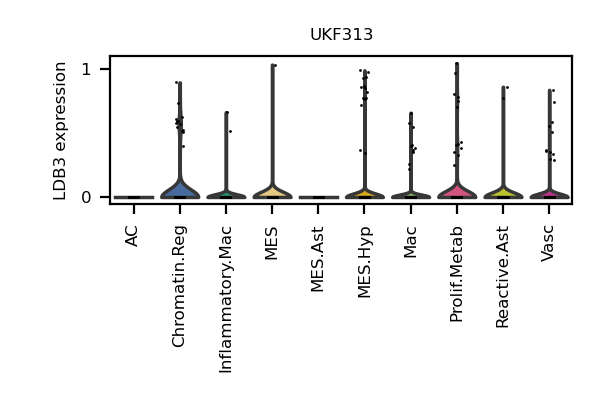 UKF313
LDB3 expression
1
0
AC
Chromatin.Reg
Inflammatory.Mac
MES
MES.Ast
MES.Hyp
Mac
Prolif.Metab
Reactive.Ast
Vasc